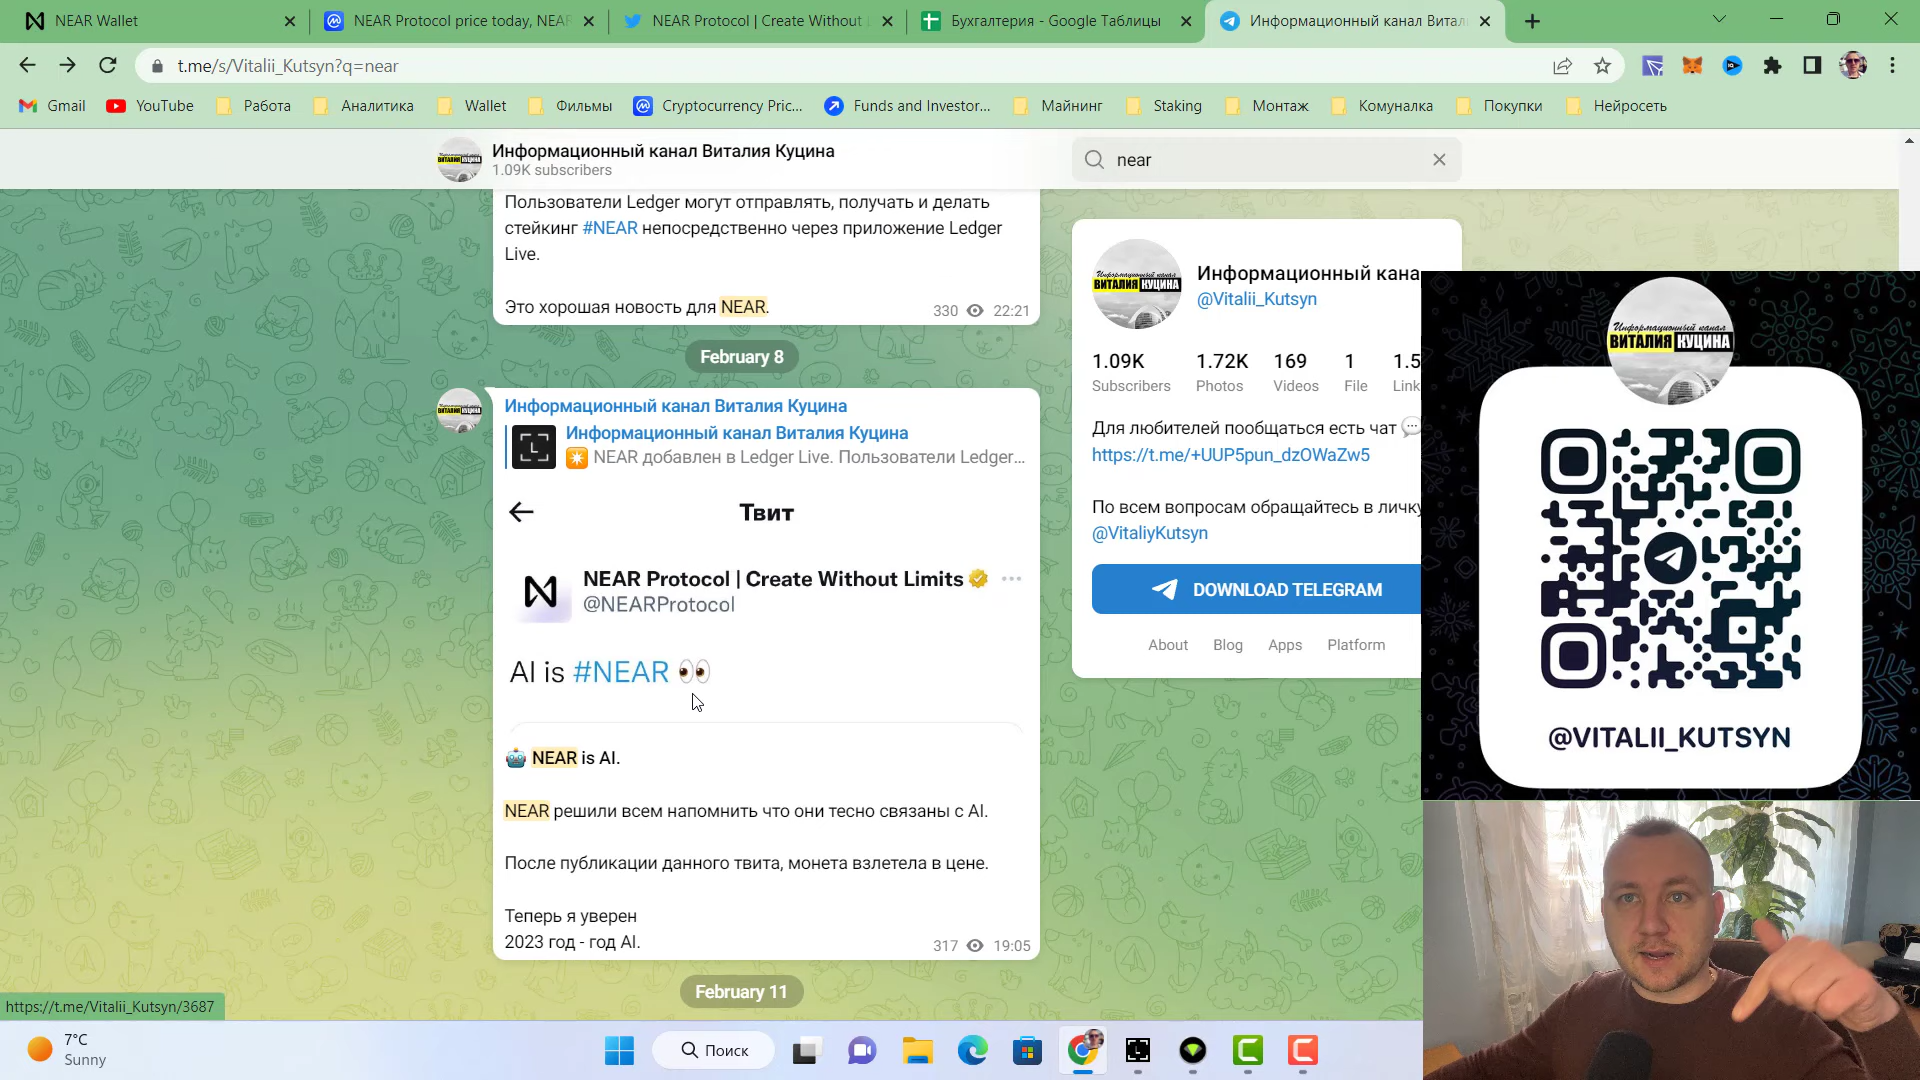 NEAR Wallet
NEAR Protocol price today, NEAR
NEAR Protocol | Create Without L
Бухгалтерия - Google Таблицы
Информационный канал Витал
t.me/s/Vitalii_Kutsyn?q=near
Gmail
YouTube
Работа
Аналитика
Wallet
Фильмы
Cryptocurrency Pric...
Funds and Investor...
Майнинг
Staking
Монтаж
Комуналка
Покупки
Нейросеть
Информационный канал Виталия Куцина
1.09K subscribers
near
Пользователи Ledger могут отправлять, получать и делать
стейкинг #NEAR непосредственно через приложение Ledger
Live.
Это хорошая новость для NEAR.
330 22:21
February 8
Информационный канал Виталия Куцина
Информационный канал Виталия Куцина
NEAR добавлен в Ledger Live. Пользователи Ledger...
Твит
NEAR Protocol | Create Without Limits
@NEARProtocol
AI is #NEAR
NEAR is AI.
NEAR решили всем напомнить что они тесно связаны с AI.
После публикации данного твита, монета взлетела в цене.
Теперь я уверен
2023 год - год AI.
317 19:05
February 11
Информационный кана
@Vitalii_Kutsyn
1.09K 1.72K 169 1 1.5
Subscribers Photos Videos File Link
Для любителей пообщаться есть чат
https://t.me/+UUP5pun_dzOWaZw5
По всем вопросам обращайтесь в личку
@VitaliyKutsyn
DOWNLOAD TELEGRAM
About Blog Apps Platform
Информационный канал
ВИТАЛИЯ КУЦИНА
@VITALII_KUTSYN
https://t.me/Vitalii_Kutsyn/3687
7°C
Sunny
Поиск